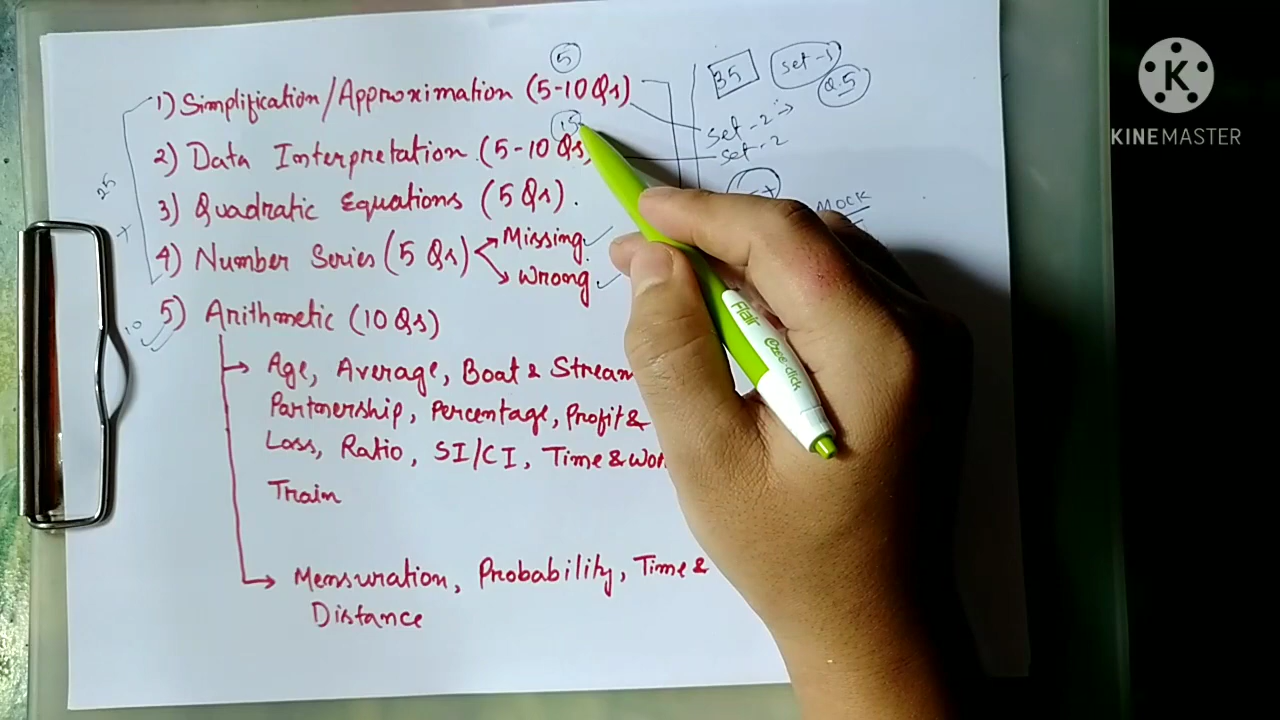 5
1) Simplification/Approximation (5-10 Qs)
15
2) Data Interpretation (5-10 Qs)
3) Quadratic Equations (5 Qs).
4) Number Series (5 Qs)
Missing
Wrong
25
+
10
5) Arithmetic (10 Qs)
Age, Average, Boat & Stream
Partnership, Percentage, Profit &
Loss, Ratio, SI/CI, Time & Wor
Train
Mensuration, Probability, Time &
Distance
35
set-1
set-2
set-2
MOCK
K
KINEMASTER
Flair
Ezee-click